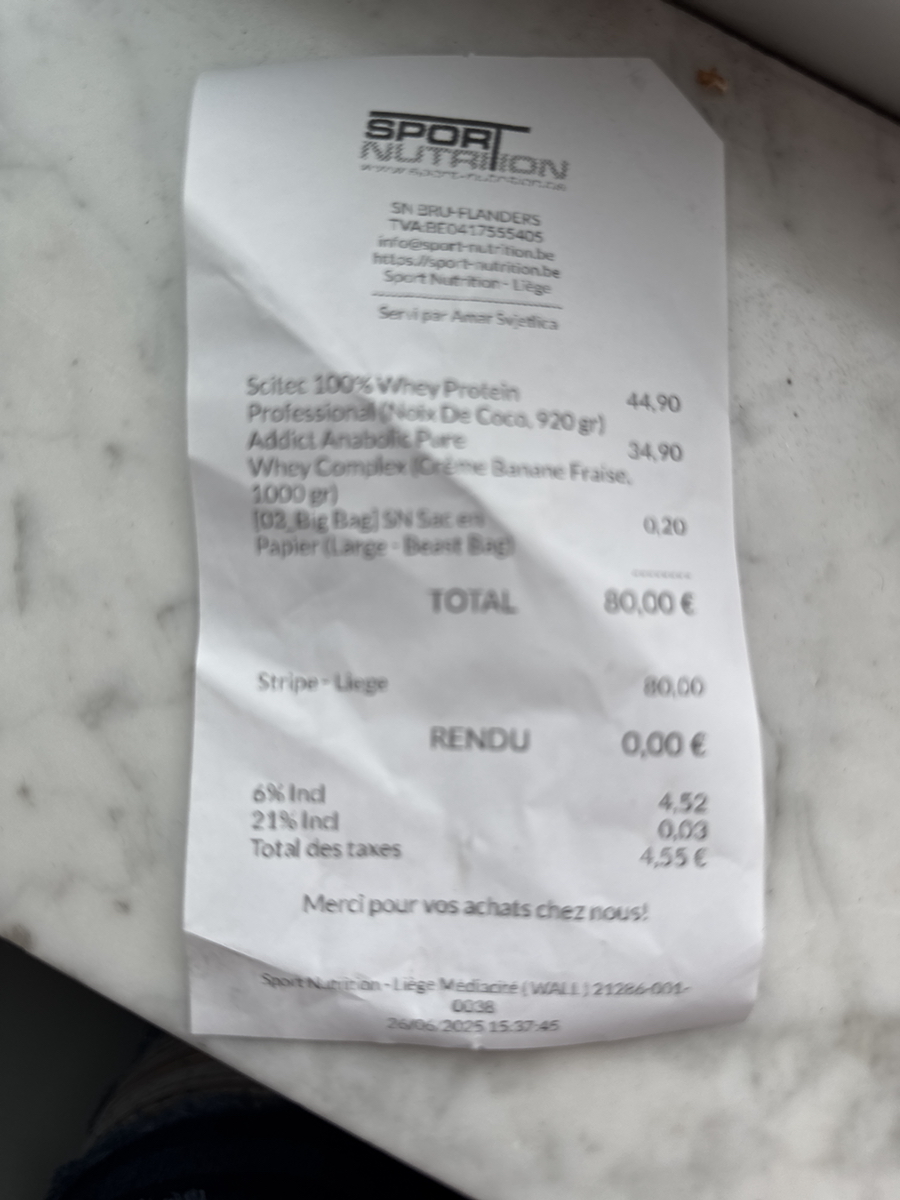 SPORT
NUTRITION
www.sport-nutrition.be
SN BRU-FLANDERS
TVA:BE0417555405
info@sport-nutrition.be
https://sport-nutrition.be
Sport Nutrition - Liège
Servi par Amar Svjetlica
Scitec 100% Whey Protein
Professional (Noix De Coco, 920 gr) 44,90
Addict Anabolic Pure
Whey Complex (Crème Banane Fraise, 34,90
1000 gr)
[02_Big Bag] SN Sac en
Papier (Large - Beast Bag) 0,20
--------
TOTAL 80,00 €
Stripe - Liege 80,00
RENDU 0,00 €
6% Incl 4,52
21% Incl 0,03
Total des taxes 4,55 €
Merci pour vos achats chez nous!
Sport Nutrition - Liège Médiacité ( WALL ) 21286-001-
0038
26/06/2025 15:37:45